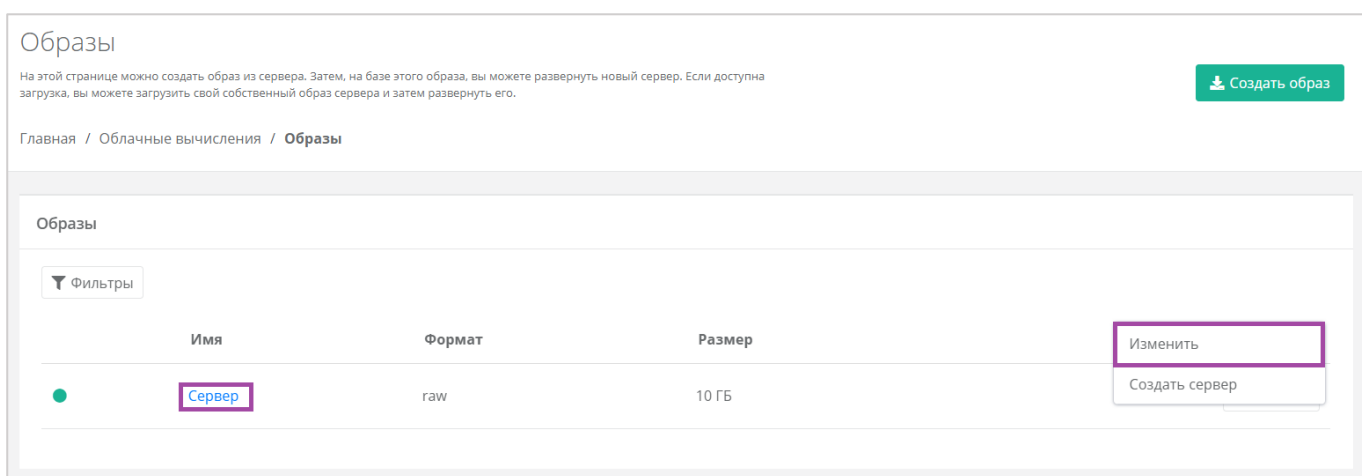 Образы
На этой странице можно создать образ из сервера. Затем, на базе этого образа, вы можете развернуть новый сервер. Если доступна
загрузка, вы можете загрузить свой собственный образ сервера и затем развернуть его.
Создать образ
Главная / Облачные вычисления / Образы
Образы
Фильтры
Имя Формат Размер
Изменить
Сервер raw 10 ГБ
Создать сервер